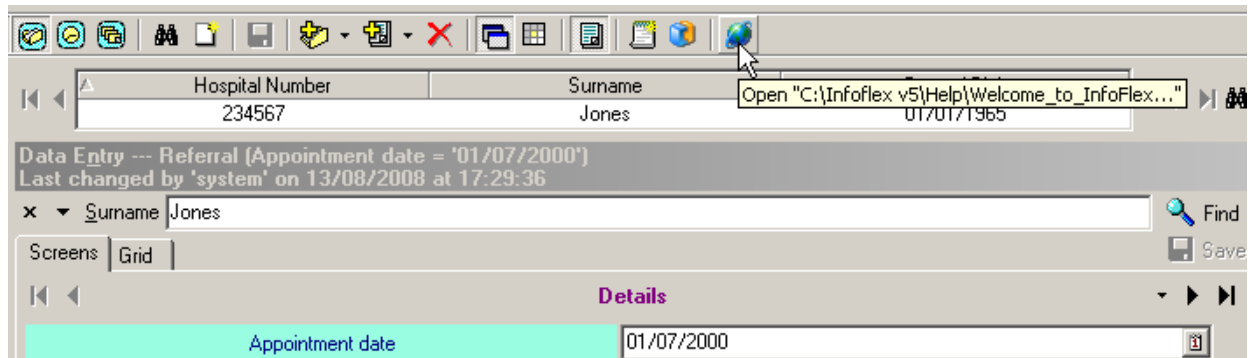 Hospital Number Surname
Open "C:\Infoflex v5\Help\Welcome_to_InfoFlex..."
234567 Jones 01/01/1965
Data Entry --- Referral (Appointment date = '01/07/2000')
Last changed by 'system' on 13/08/2008 at 17:29:36
Surname Jones Find
Screens Grid Save
Details
Appointment date 01/07/2000